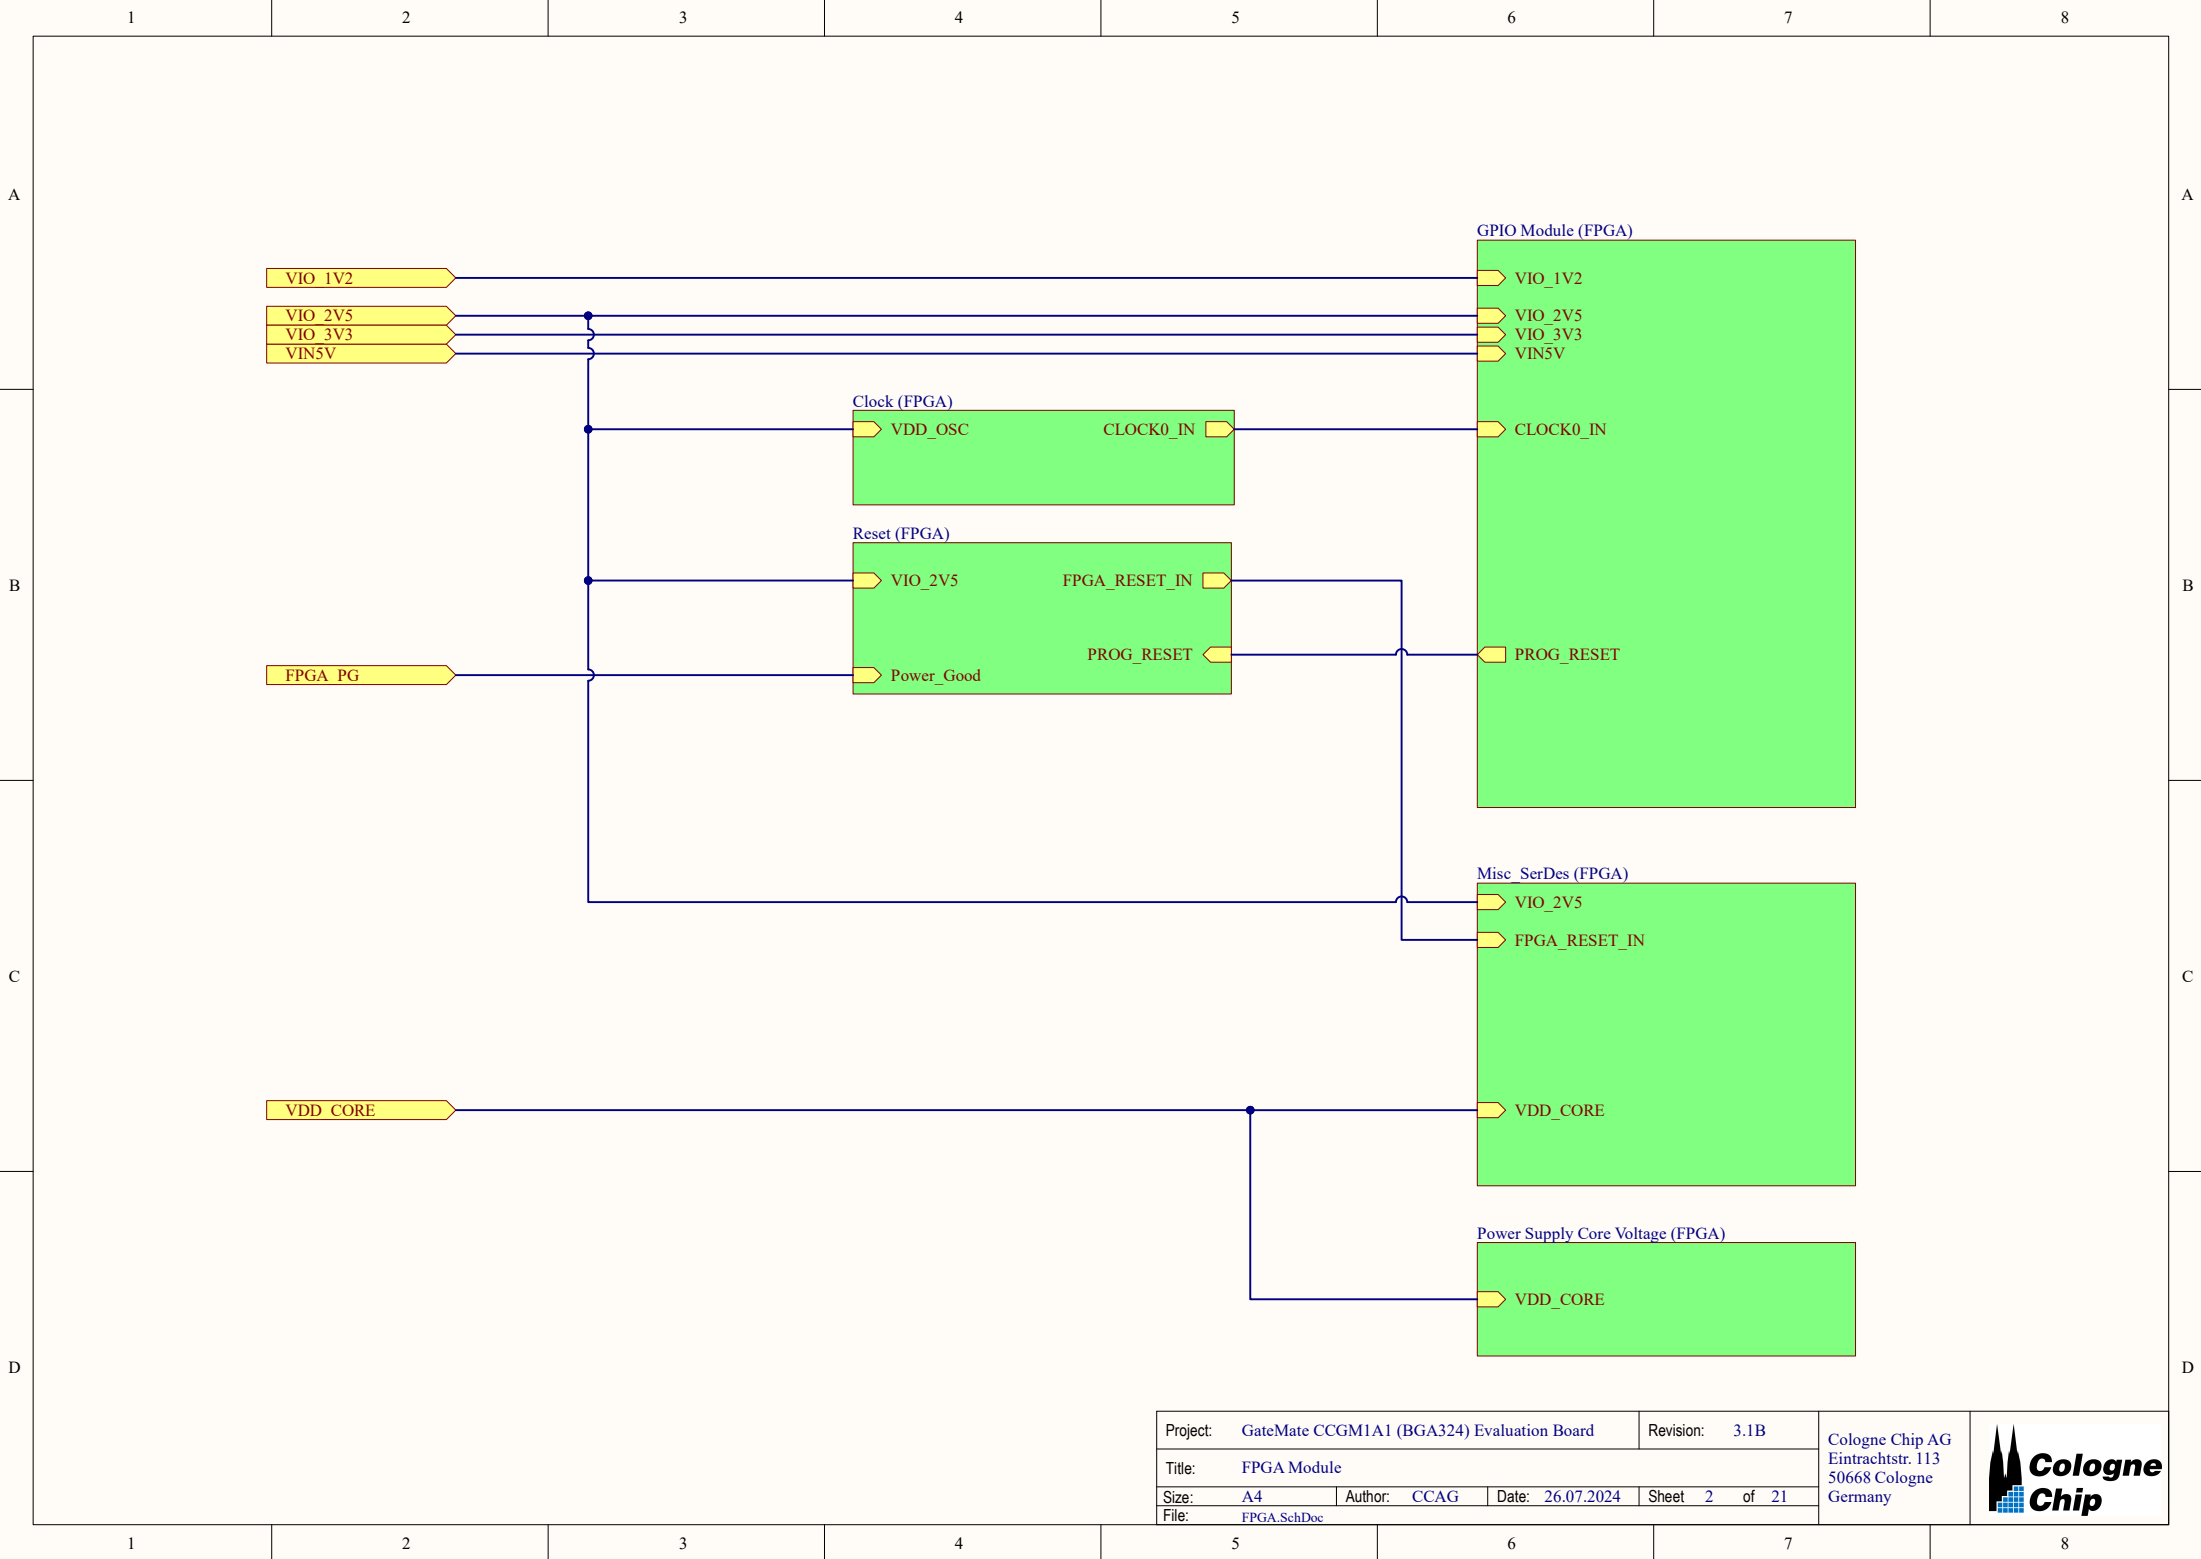 1 2 3 4 5 6 7 8
A A
GPIO Module (FPGA)
VIO_1V2 VIO_1V2
VIO_2V5 VIO_2V5
VIO_3V3 VIO_3V3
VIN5V VIN5V
Clock (FPGA)
VDD_OSC CLOCK0_IN CLOCK0_IN
Reset (FPGA)
VIO_2V5 FPGA_RESET_IN
B B
PROG_RESET PROG_RESET
FPGA_PG Power_Good
Misc_SerDes (FPGA)
VIO_2V5
FPGA_RESET_IN
C C
VDD_CORE VDD_CORE
Power Supply Core Voltage (FPGA)
VDD_CORE
D D
Project: GateMate CCGM1A1 (BGA324) Evaluation Board Revision: 3.1B
Title: FPGA Module
Size: A4 Author: CCAG Date: 26.07.2024 Sheet 2 of 21
File: FPGA.SchDoc
Cologne Chip AG
Eintrachtstr. 113
50668 Cologne
Germany
Cologne
Chip
1 2 3 4 5 6 7 8